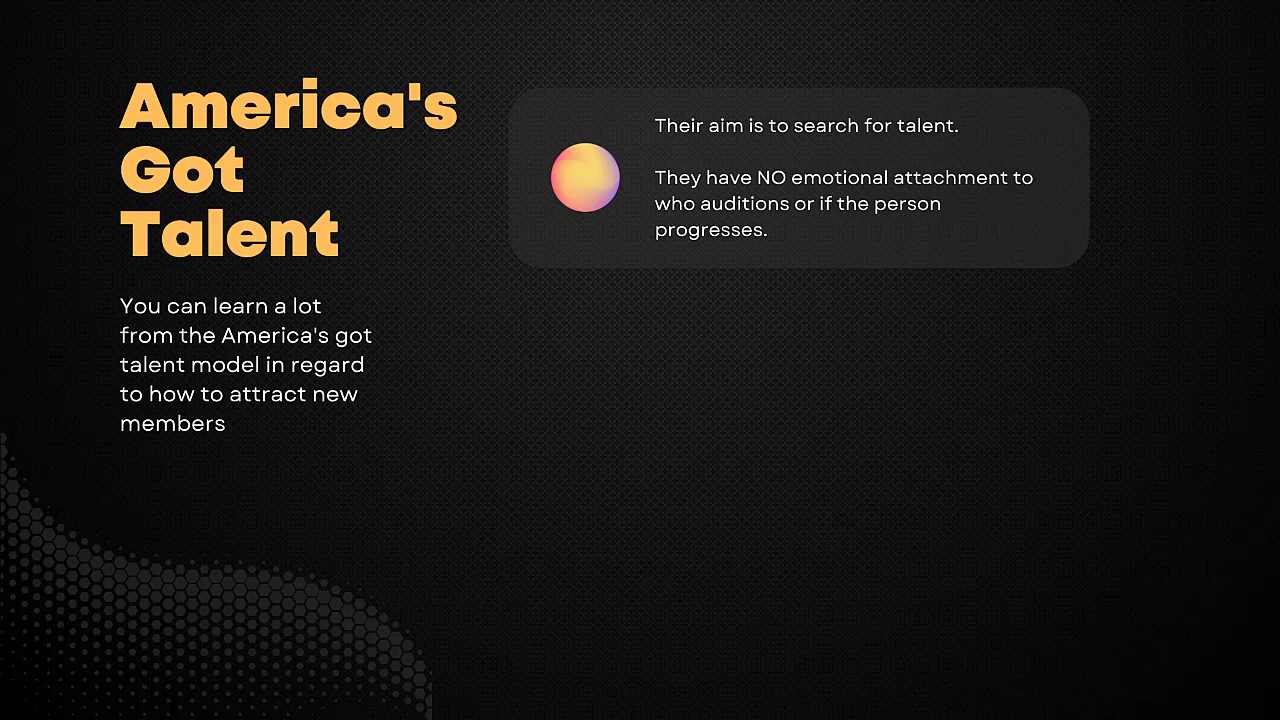 America's
Got
Talent
You can learn a lot
from the America's got
talent model in regard
to how to attract new
members
Their aim is to search for talent.
They have NO emotional attachment to
who auditions or if the person
progresses.